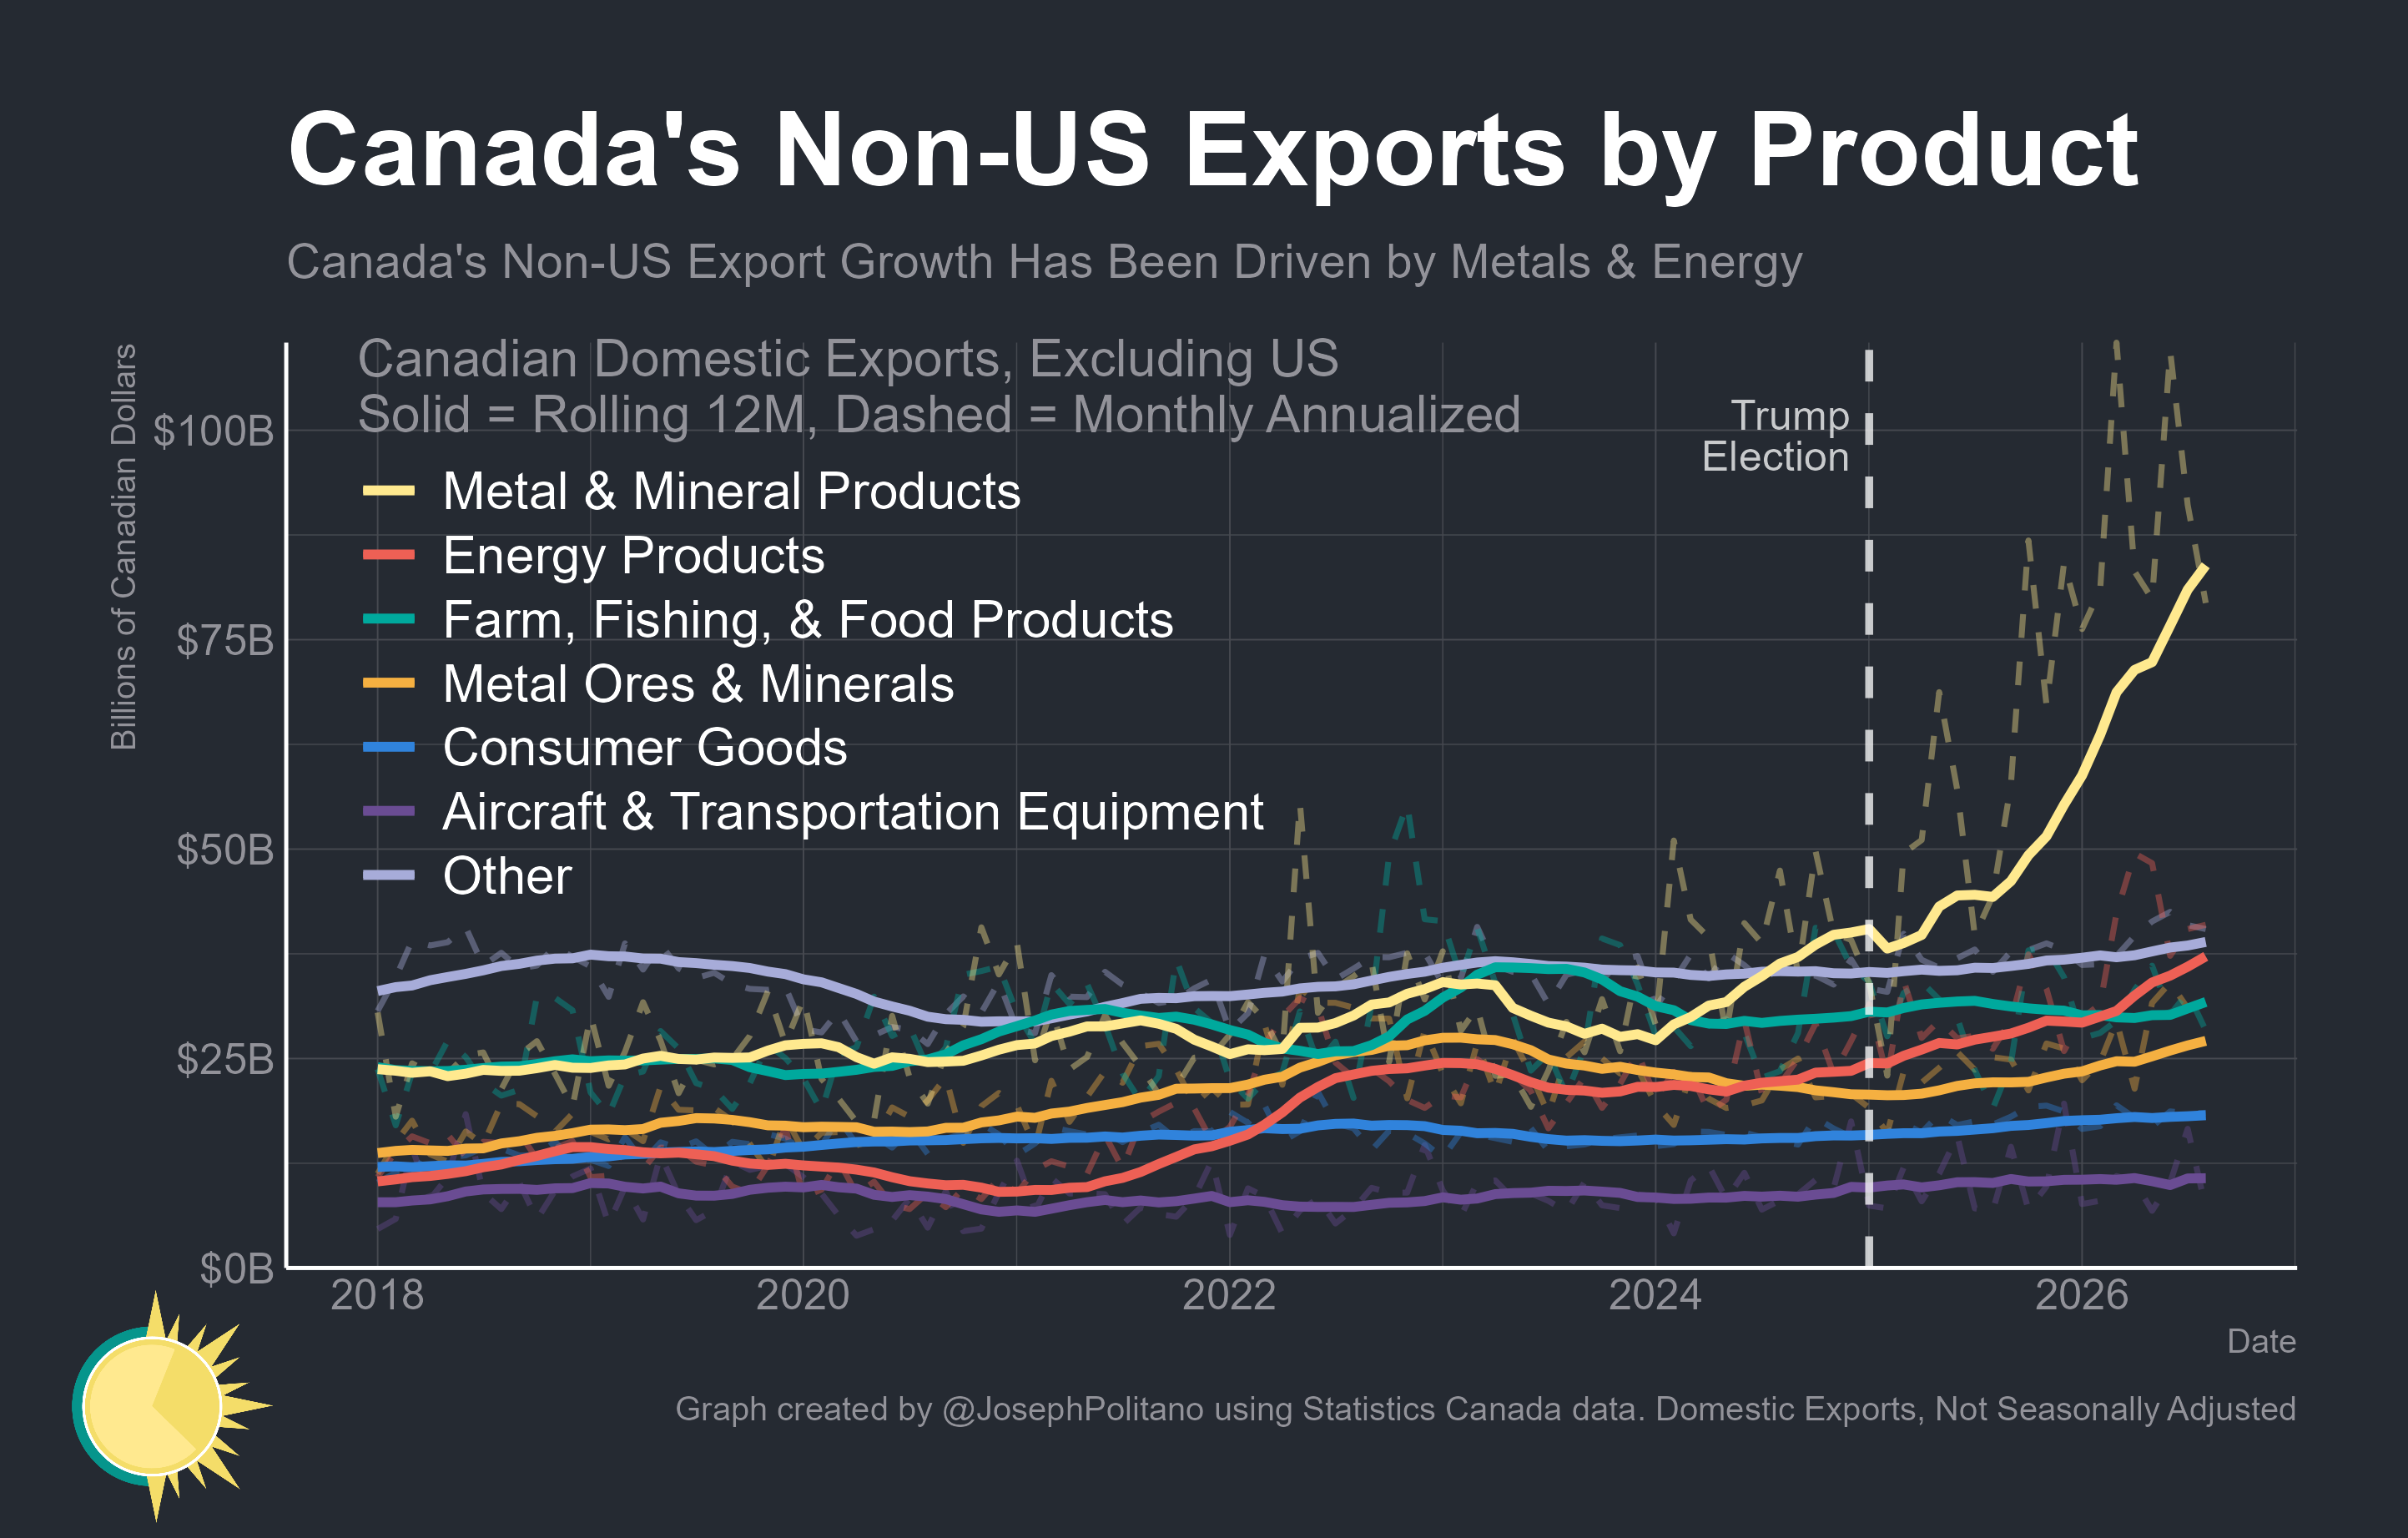 Canada's Non-US Exports by Product
Canada's Non-US Export Growth Has Been Driven by Metals & Energy
Billions of Canadian Dollars
Canadian Domestic Exports, Excluding US
Solid = Rolling 12M, Dashed = Monthly Annualized
Metal & Mineral Products
Energy Products
Farm, Fishing, & Food Products
Metal Ores & Minerals
Consumer Goods
Aircraft & Transportation Equipment
Other
Trump
Election
$100B
$75B
$50B
$25B
$0B
2018
2020
2022
2024
2026
Date
Graph created by @JosephPolitano using Statistics Canada data. Domestic Exports, Not Seasonally Adjusted